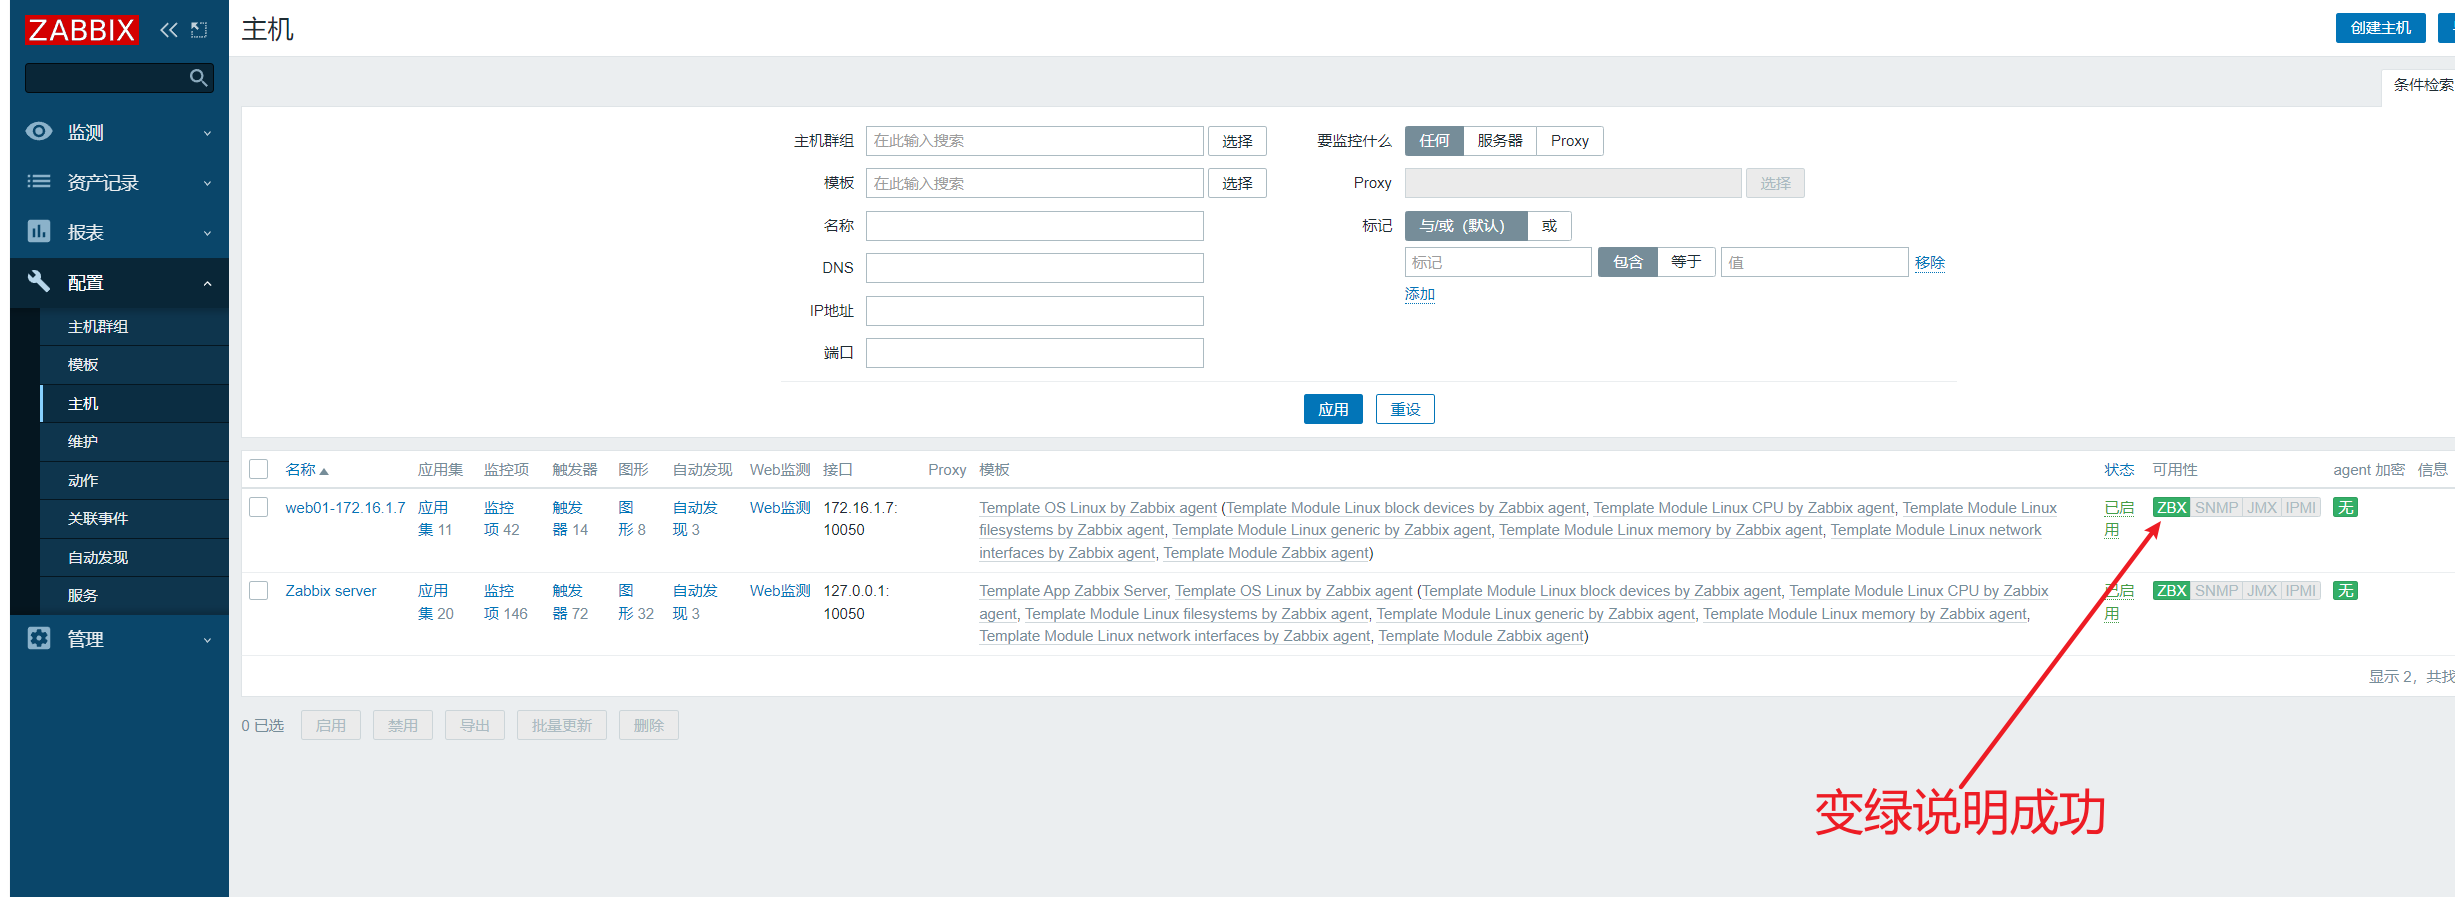 ZABBIX
主机
创建主机
条件检索
监测
资产记录
报表
配置
主机群组
模板
主机
维护
动作
关联事件
自动发现
服务
管理
主机群组 在此输入搜索 选择
模板 在此输入搜索 选择
名称
DNS
IP地址
端口
要监控什么 任何 服务器 Proxy
Proxy 选择
标记 与/或（默认） 或
标记 包含 等于 值 移除
添加
应用 重设
名称 应用集 监控项 触发器 图形 自动发现 Web监测 接口 Proxy 模板 状态 可用性 agent 加密 信息
web01-172.16.1.7 应用 监控 触发 图 自动发 Web监测 172.16.1.7: Template OS Linux by Zabbix agent (Template Module Linux block devices by Zabbix agent, Template Module Linux CPU by Zabbix agent, Template Module Linux 已启 ZBX SNMP JMX IPMI 无
集 11 项 42 器 14 形 8 现 3 10050 filesystems by Zabbix agent, Template Module Linux generic by Zabbix agent, Template Module Linux memory by Zabbix agent, Template Module Linux network 用
interfaces by Zabbix agent, Template Module Zabbix agent)
Zabbix server 应用 监控 触发 图 自动发 Web监测 127.0.0.1: Template App Zabbix Server, Template OS Linux by Zabbix agent (Template Module Linux block devices by Zabbix agent, Template Module Linux CPU by Zabbix 已启 ZBX SNMP JMX IPMI 无
集 20 项 146 器 72 形 32 现 3 10050 agent, Template Module Linux filesystems by Zabbix agent, Template Module Linux generic by Zabbix agent, Template Module Linux memory by Zabbix agent, 用
Template Module Linux network interfaces by Zabbix agent, Template Module Zabbix agent)
显示 2，共找
0 已选 启用 禁用 导出 批量更新 删除
变绿说明成功